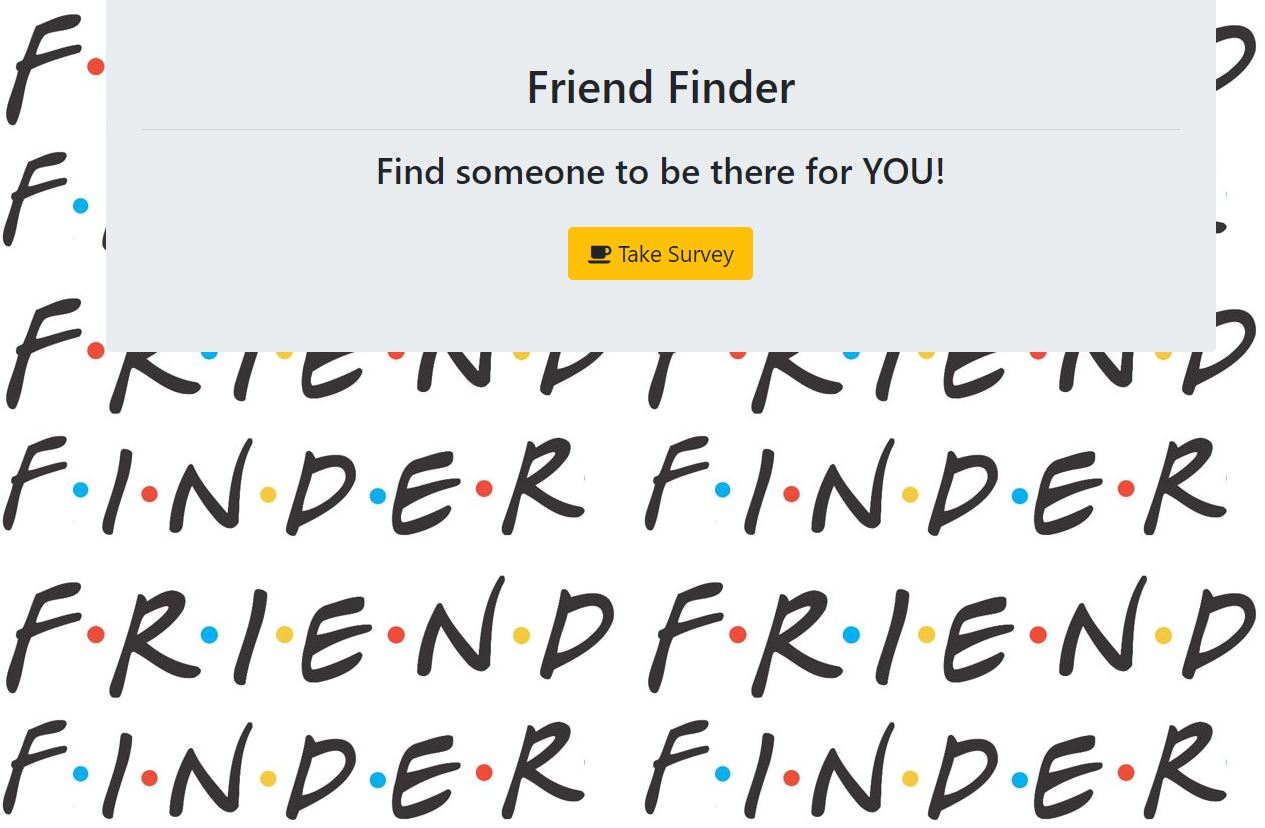 Friend Finder
Find someone to be there for YOU!
Take Survey
F•R•I•E•N•D F•R•I•E•N•D
F•I•N•D•E•R F•I•N•D•E•R
F•R•I•E•N•D F•R•I•E•N•D
F•I•N•D•E•R F•I•N•D•E•R